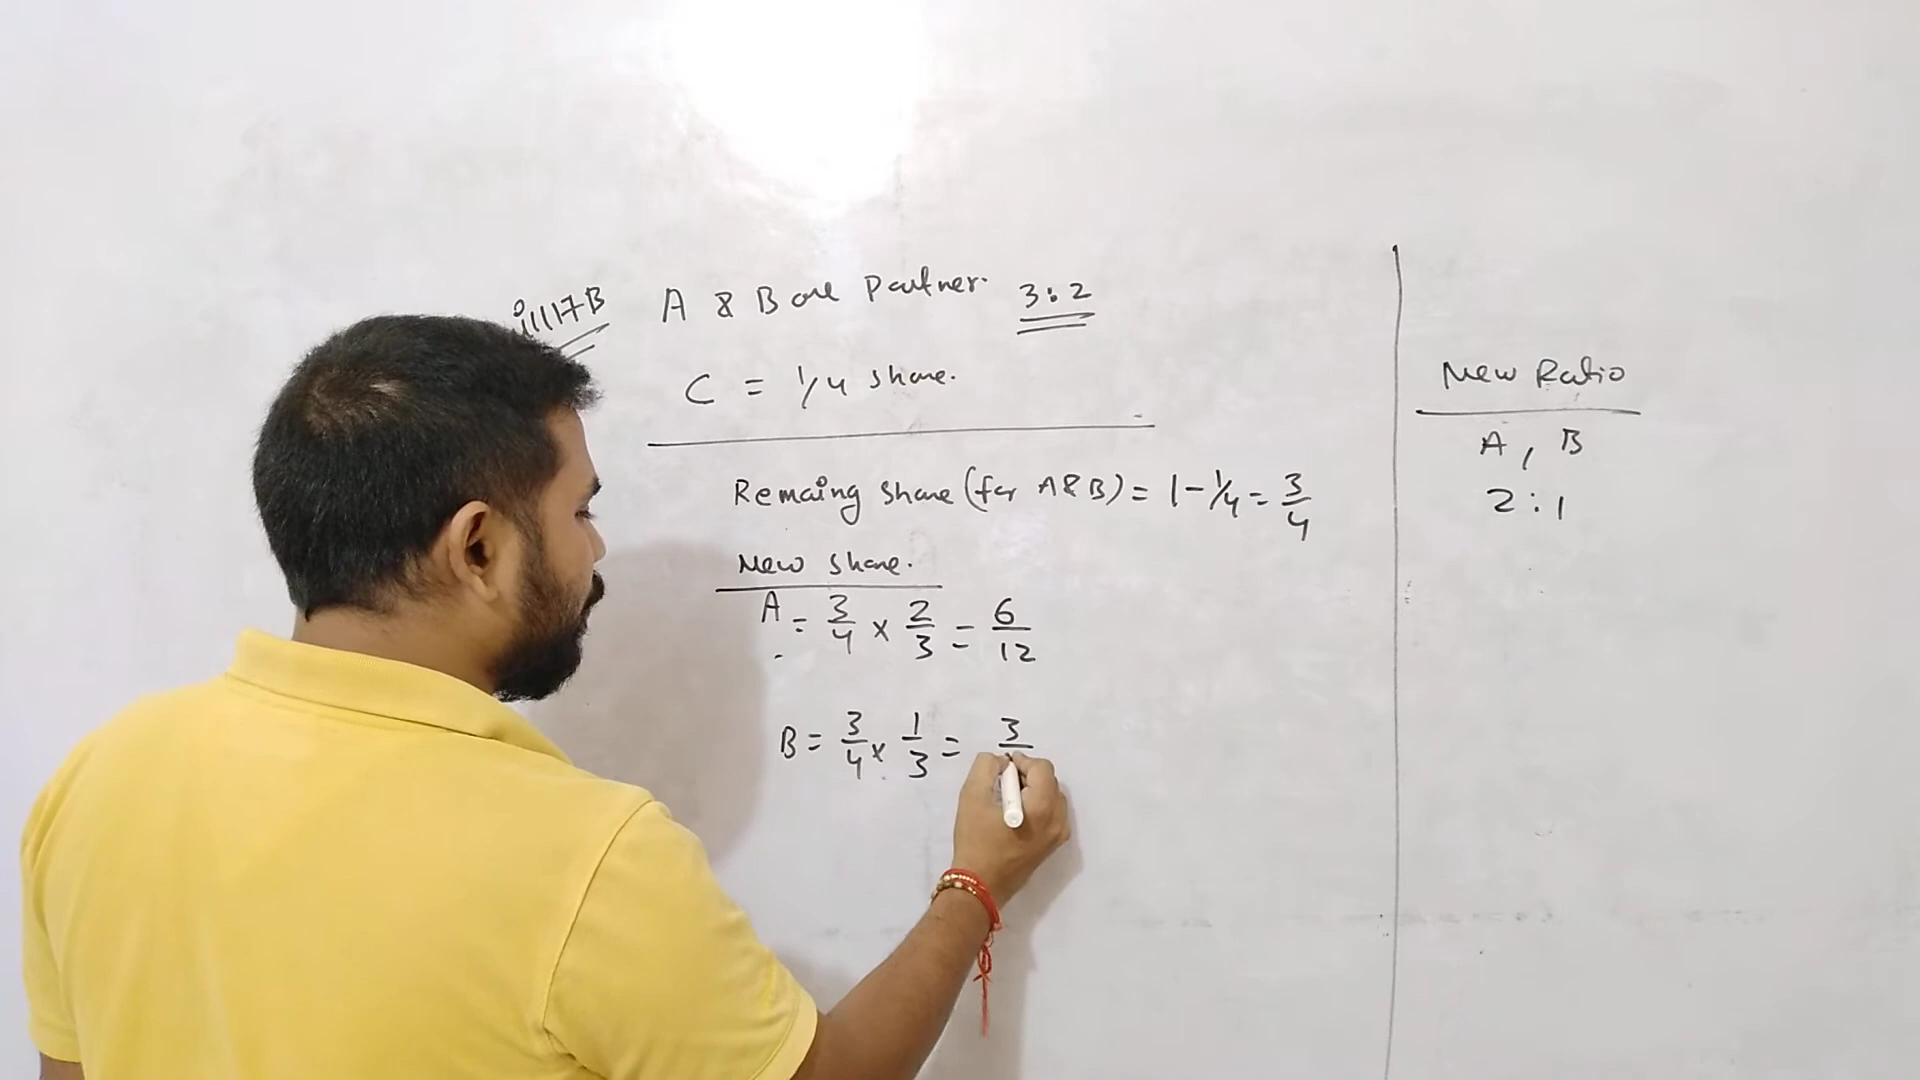 A & B are Partner. 3:2
C = 1/4 share.
Remaing share (for A & B) = 1 - 1/4 = 3/4
New share.
A = 3/4 × 2/3 = 6/12
B = 3/4 × 1/3 = 3
New Ratio
A, B
2:1